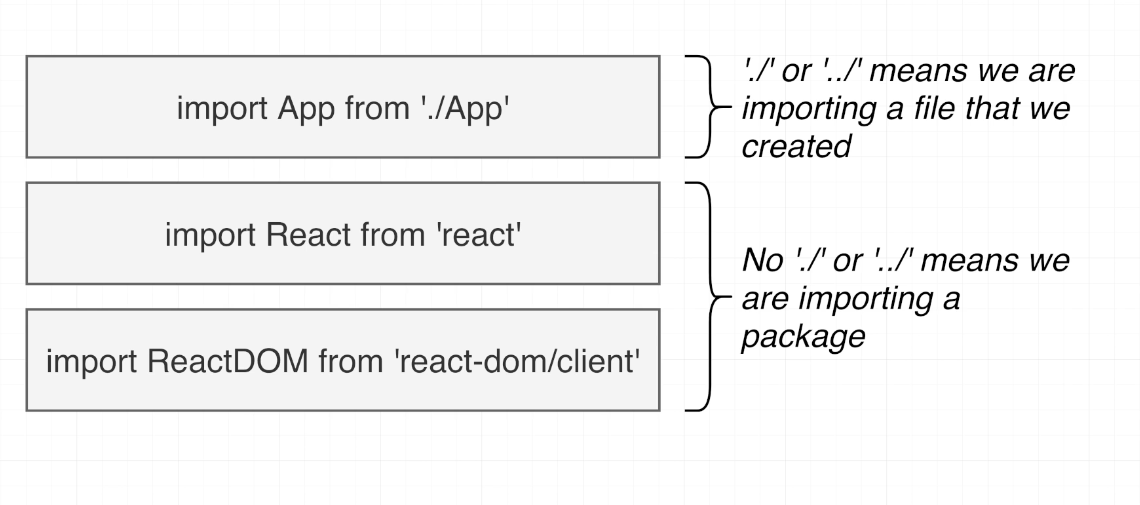 import App from './App'
'./' or '../' means we are
importing a file that we
created
import React from 'react'
import ReactDOM from 'react-dom/client'
No './' or '../' means we
are importing a
package